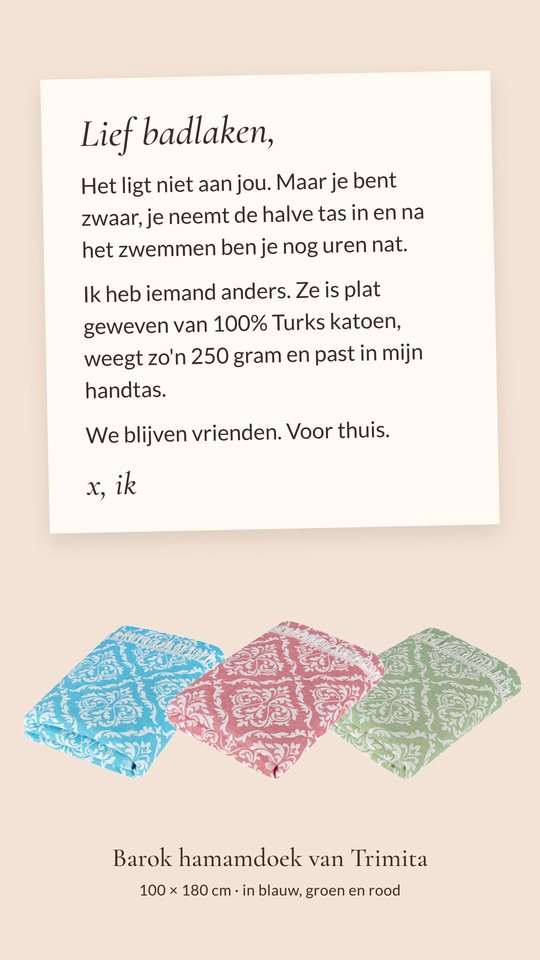 Lief badlaken,
Het ligt niet aan jou. Maar je bent
zwaar, je neemt de halve tas in en na
het zwemmen ben je nog uren nat.
Ik heb iemand anders. Ze is plat
geweven van 100% Turks katoen,
weegt zo'n 250 gram en past in mijn
handtas.
We blijven vrienden. Voor thuis.
x, ik
Barok hamamdoek van Trimita
100 × 180 cm · in blauw, groen en rood